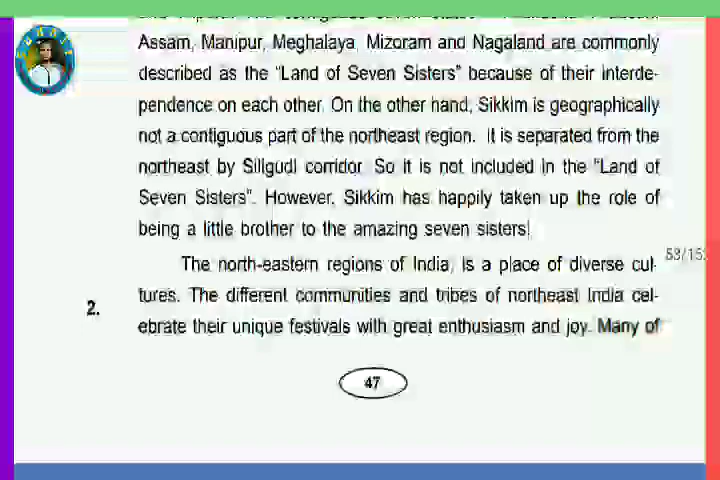 Assam, Manipur, Meghalaya, Mizoram and Nagaland are commonly
described as the “Land of Seven Sisters” because of their interde-
pendence on each other. On the other hand, Sikkim is geographically
not a contiguous part of the northeast region. It is separated from the
northeast by Siligudi corridor. So it is not included in the “Land of
Seven Sisters”. However, Sikkim has happily taken up the role of
being a little brother to the amazing seven sisters!
53/15
The north-eastern regions of India, is a place of diverse cul-
2. tures. The different communities and tribes of northeast India cel-
ebrate their unique festivals with great enthusiasm and joy. Many of
47